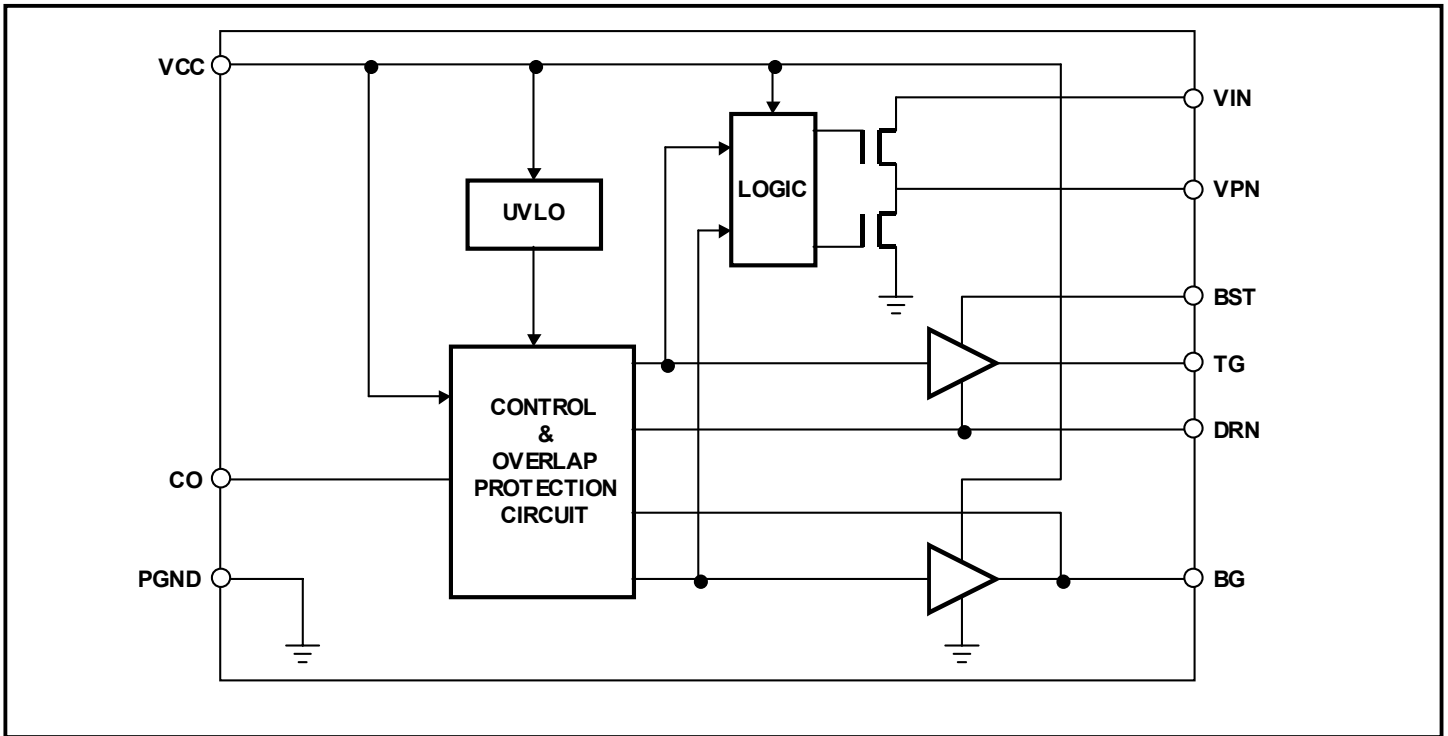 VCC
VIN
LOGIC
VPN
UVLO
BST
TG
CONTROL
&
OVERLAP
PROTECTION
CIRCUIT
DRN
CO
PGND
BG